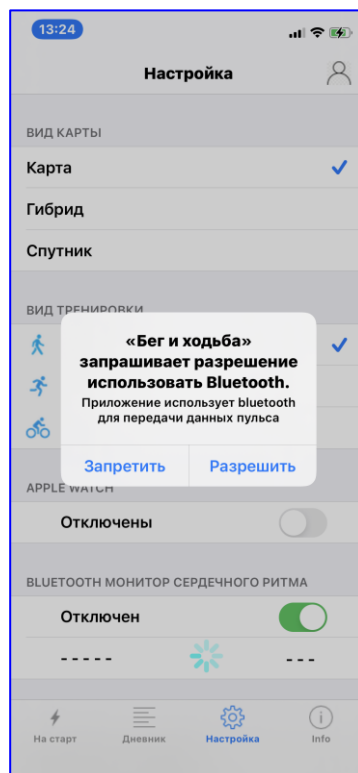 13:24
Настройка
ВИД КАРТЫ
Карта
Гибрид
Спутник
ВИД ТРЕНИРОВКИ
«Бег и ходьба»
запрашивает разрешение
использовать Bluetooth.
Приложение использует bluetooth
для передачи данных пульса
Запретить Разрешить
APPLE WATCH
Отключены
BLUETOOTH МОНИТОР СЕРДЕЧНОГО РИТМА
Отключен
----- ---
На старт Дневник Настройка Info